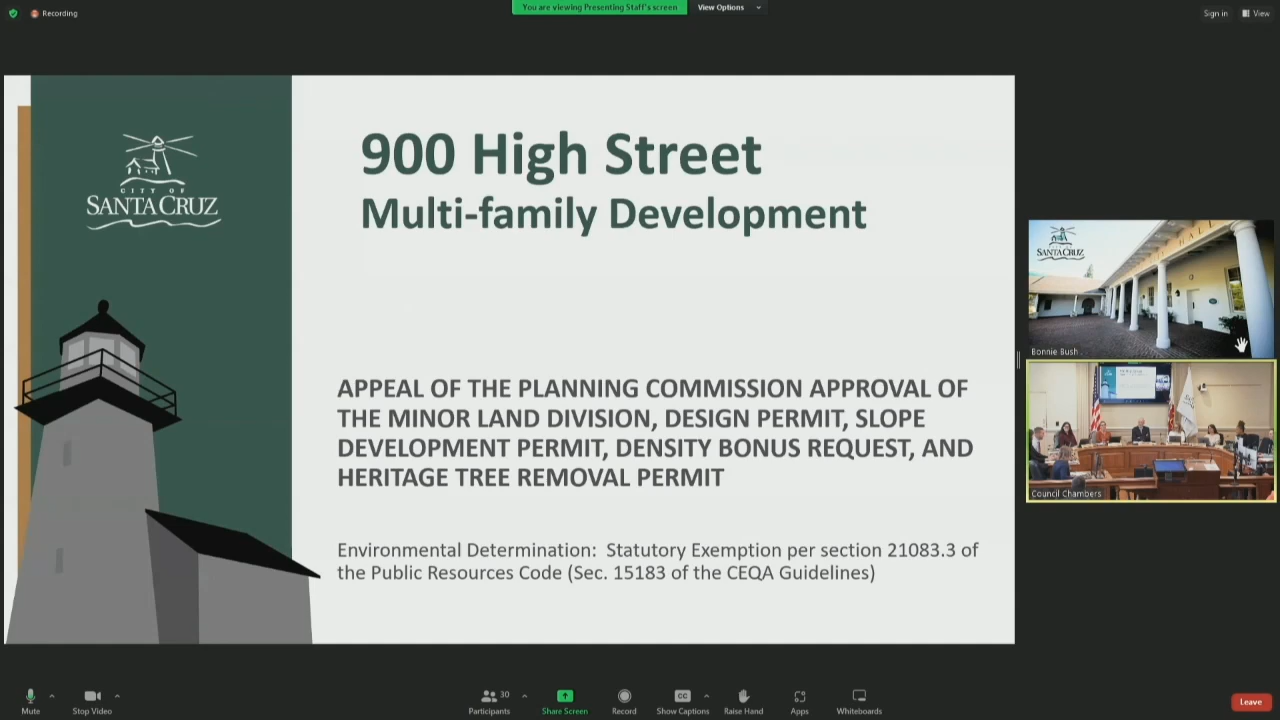 Recording
You are viewing Presenting Staff's screen
View Options
Sign in
View
CITY OF
SANTA CRUZ
900 High Street
Multi-family Development
APPEAL OF THE PLANNING COMMISSION APPROVAL OF
THE MINOR LAND DIVISION, DESIGN PERMIT, SLOPE
DEVELOPMENT PERMIT, DENSITY BONUS REQUEST, AND
HERITAGE TREE REMOVAL PERMIT
Environmental Determination:  Statutory Exemption per section 21083.3 of
the Public Resources Code (Sec. 15183 of the CEQA Guidelines)
SANTA CRUZ
HALL
Bonnie Bush
Council Chambers
Mute
Stop Video
Participants
30
Share Screen
Record
CC
Show Captions
Raise Hand
Apps
Whiteboards
Leave